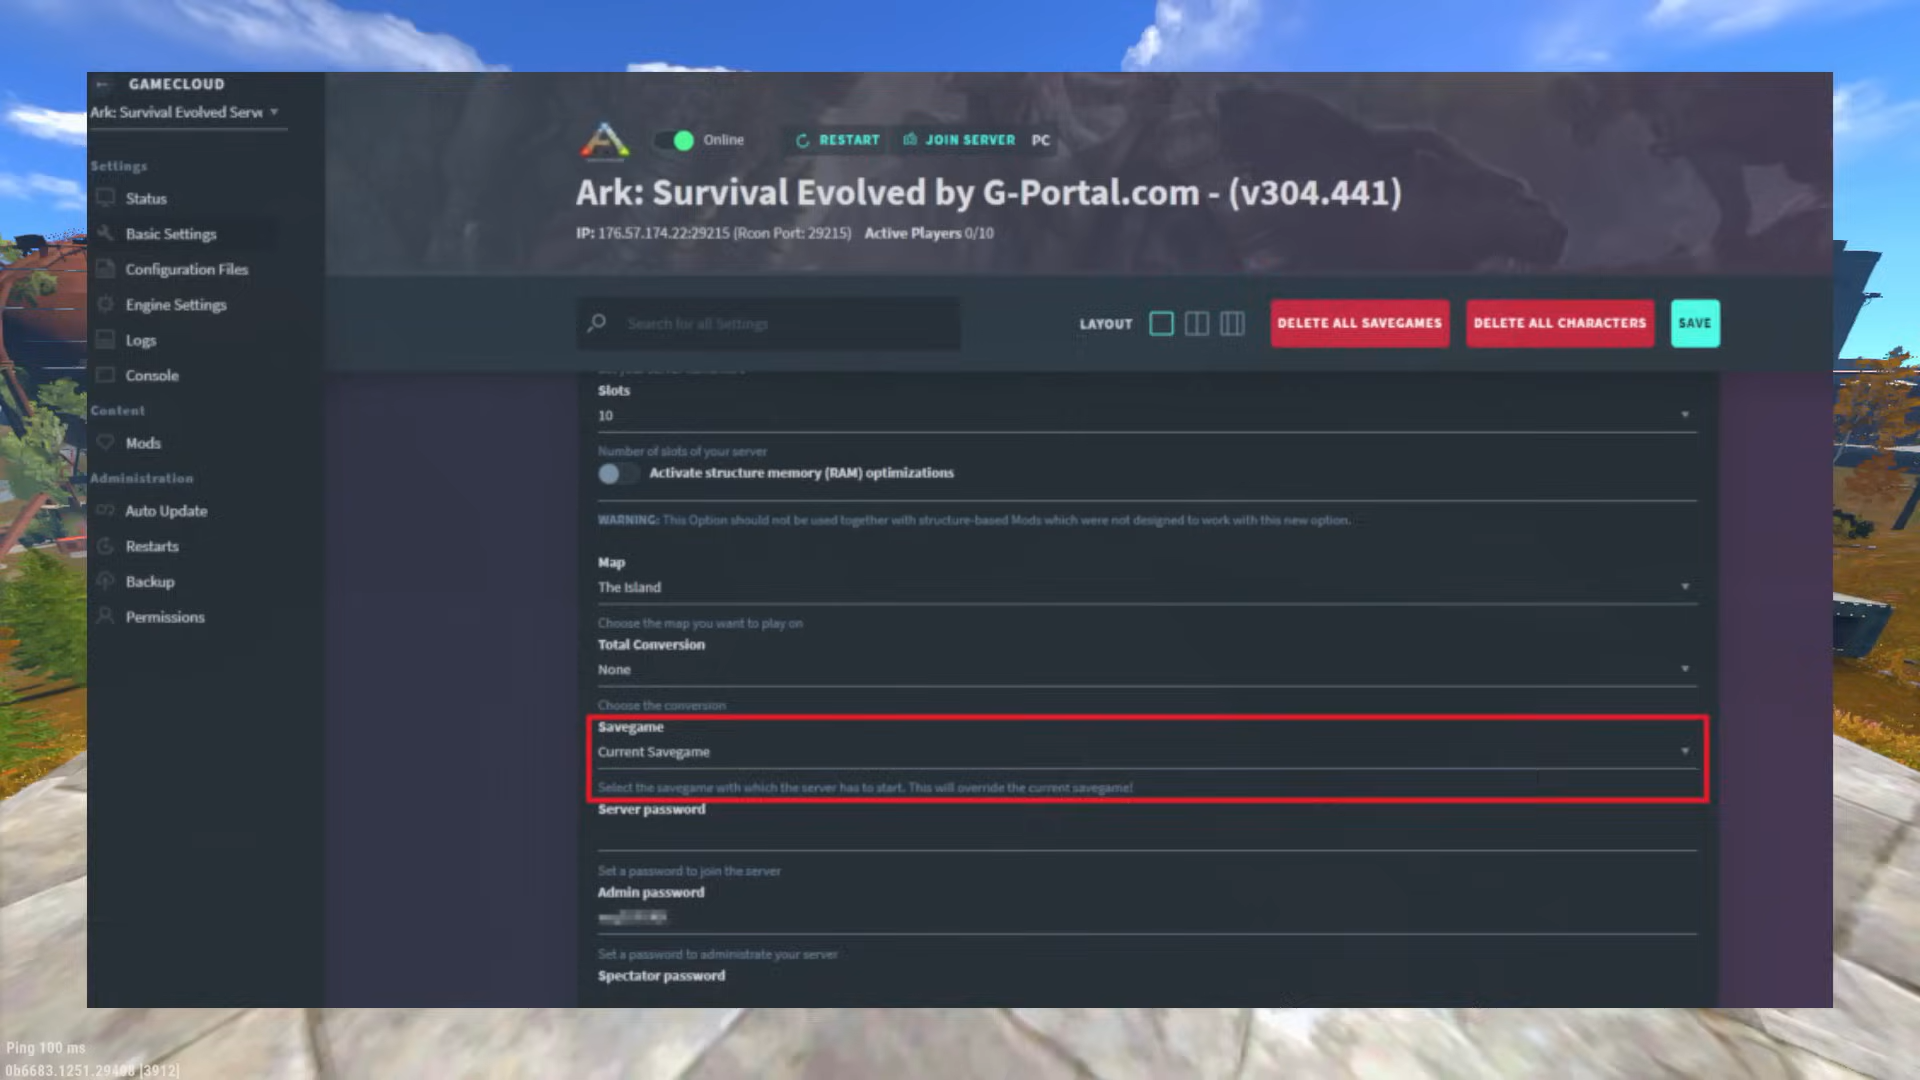 GAMECLOUD
Ark: Survival Evolved Serve
Settings
Status
Basic Settings
Configuration Files
Engine Settings
Logs
Console
Content
Mods
Administration
Auto Update
Restarts
Backup
Permissions
Online
RESTART
JOIN SERVER
PC
Ark: Survival Evolved by G-Portal.com - (v304.441)
IP: 176.57.174.22:29215 (Rcon Port: 29215) Active Players 0/10
Search for all Settings
LAYOUT
DELETE ALL SAVEGAMES
DELETE ALL CHARACTERS
SAVE
Slots
10
Number of slots of your server
Activate structure memory (RAM) optimizations
WARNING: This Option should not be used together with structure-based Mods which were not designed to work with this new option.
Map
The Island
Choose the map you want to play on
Total Conversion
None
Choose the conversion
Savegame
Current Savegame
Select the savegame with which the server has to start. This will override the current savegame!
Server password
Set a password to join the server
Admin password
Set a password to administrate your server
Spectator password
Ping 100 ms